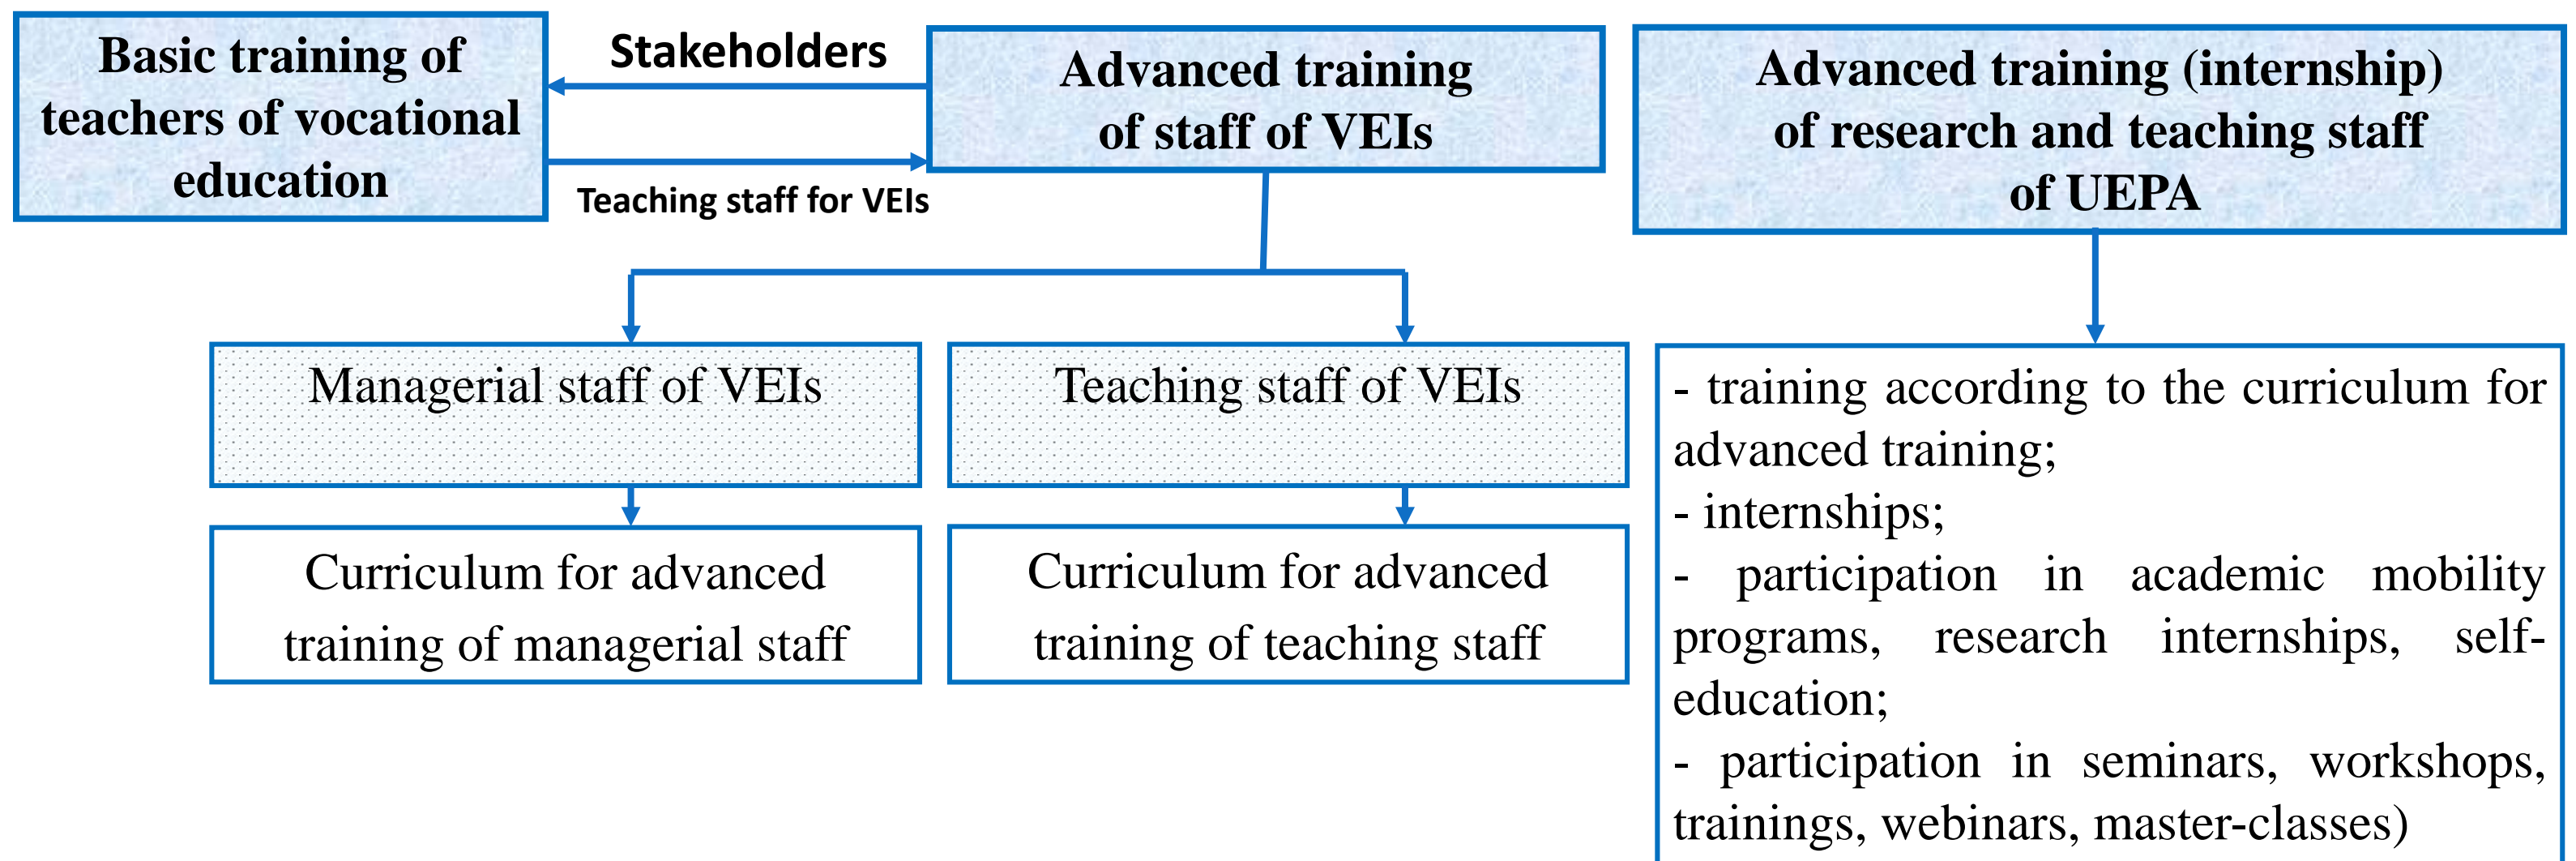 Basic training of
teachers of vocational
education
Stakeholders
Teaching staff for VEIs
Advanced training
of staff of VEIs
Advanced training (internship)
of research and teaching staff
of UEPA
Managerial staff of VEIs
Teaching staff of VEIs
Curriculum for advanced
training of managerial staff
Curriculum for advanced
training of teaching staff
- training according to the curriculum for
advanced training;
- internships;
- participation in academic mobility
programs, research internships, self-
education;
- participation in seminars, workshops,
trainings, webinars, master-classes)